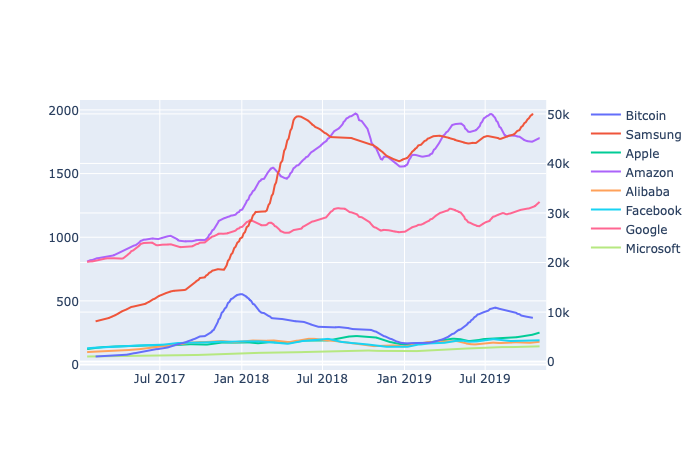 2000
1500
1000
500
0
50k
40k
30k
20k
10k
0
Jul 2017
Jan 2018
Jul 2018
Jan 2019
Jul 2019
Bitcoin
Samsung
Apple
Amazon
Alibaba
Facebook
Google
Microsoft